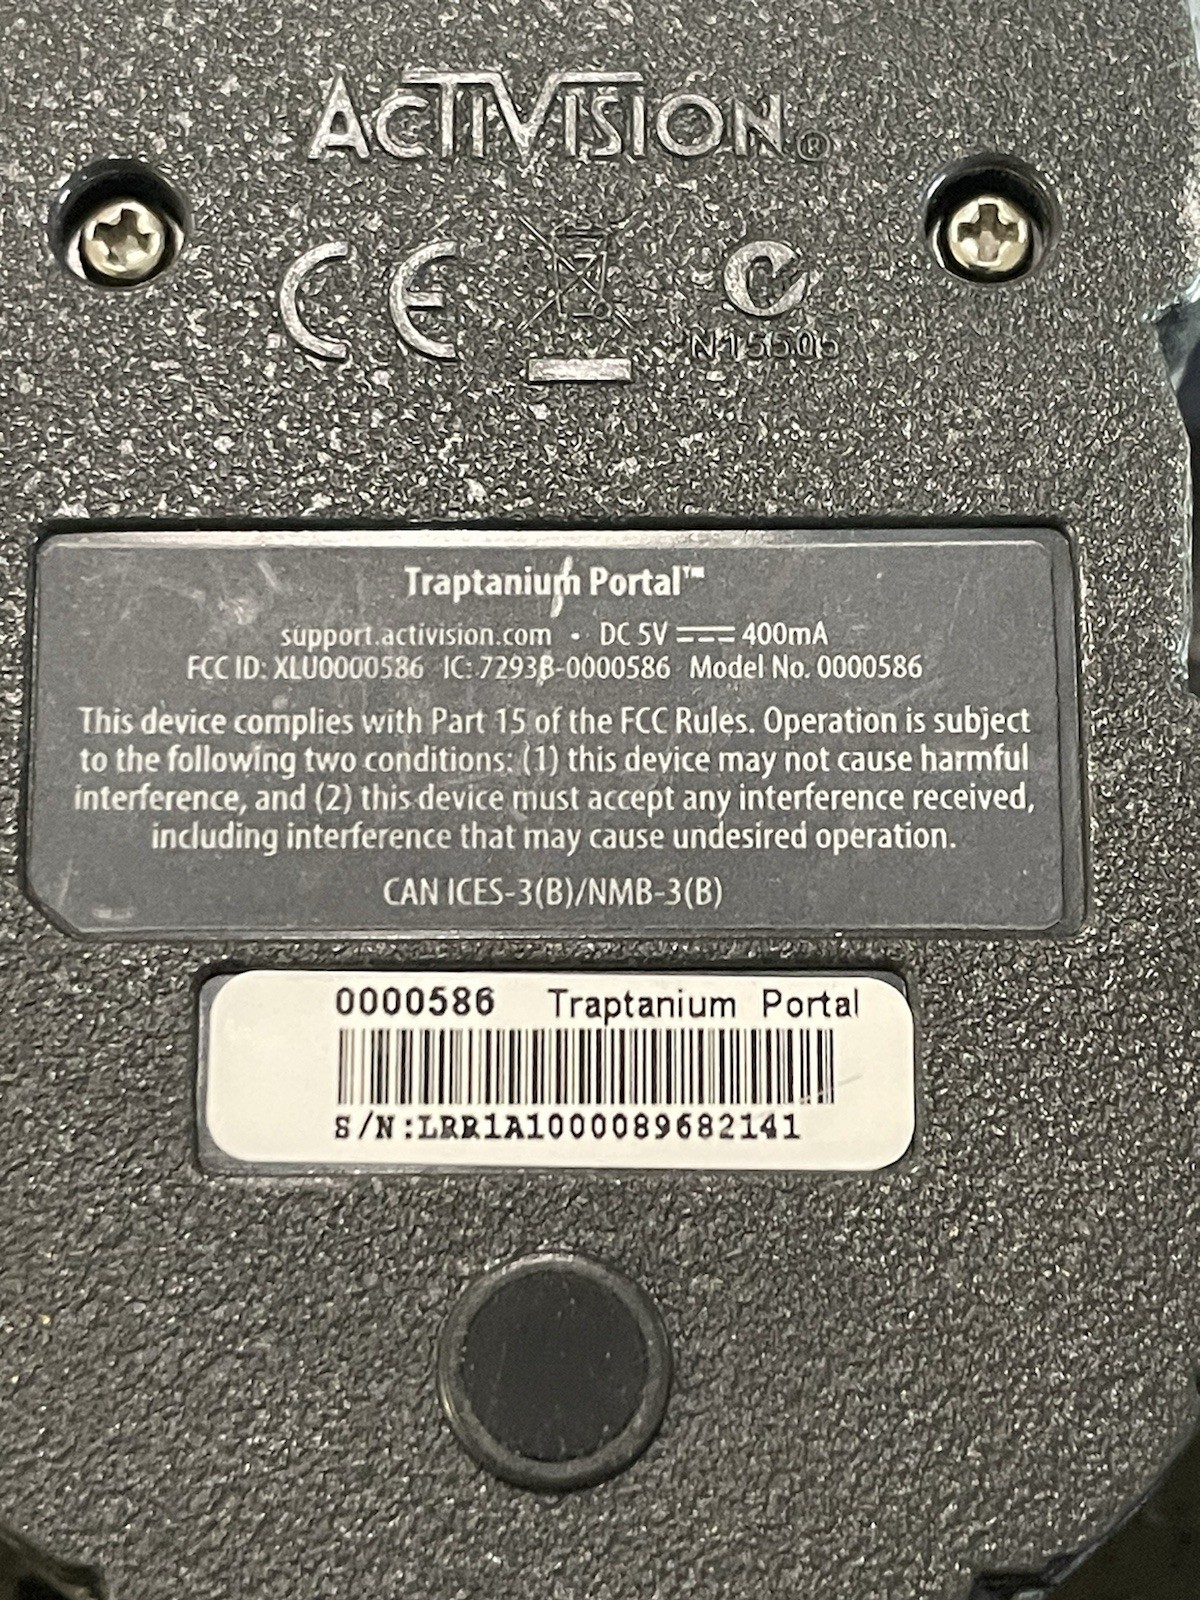 ACTIVISION®
CE
N15606
Traptanium Portal™
support.activision.com • DC 5V ⎓ 400mA
FCC ID: XLU0000586 IC: 7293B-0000586 Model No. 0000586
This device complies with Part 15 of the FCC Rules. Operation is subject
to the following two conditions: (1) this device may not cause harmful
interference, and (2) this device must accept any interference received,
including interference that may cause undesired operation.
CAN ICES-3(B)/NMB-3(B)
0000586 Traptanium Portal
S/N:LRR1A1000089682141